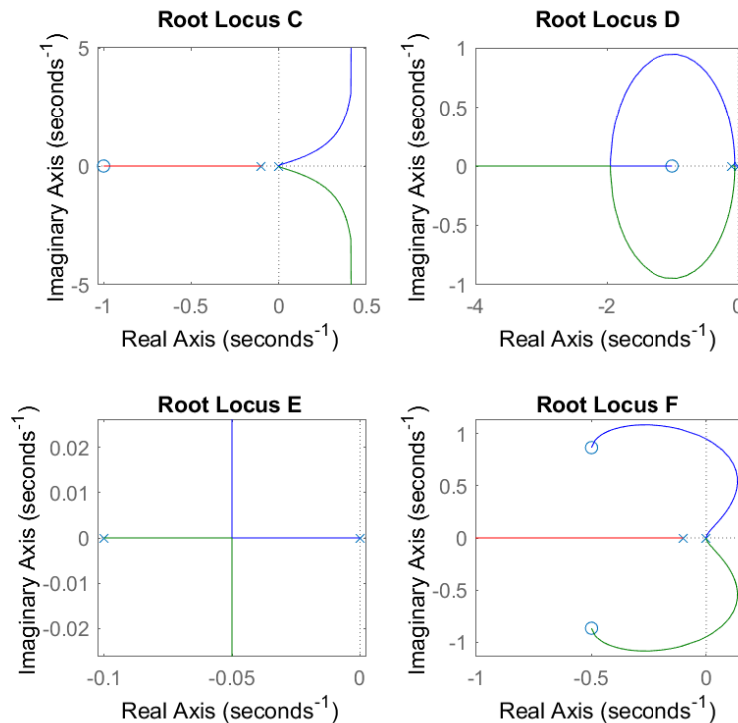 Root Locus C
5
0
-5
-1
-0.5
0
0.5
Imaginary Axis (seconds⁻¹)
Real Axis (seconds⁻¹)
Root Locus D
1
0.5
0
-0.5
-1
-4
-2
0
Imaginary Axis (seconds⁻¹)
Real Axis (seconds⁻¹)
Root Locus E
0.02
0.01
0
-0.01
-0.02
-0.1
-0.05
0
Imaginary Axis (seconds⁻¹)
Real Axis (seconds⁻¹)
Root Locus F
1
0.5
0
-0.5
-1
-1
-0.5
0
Imaginary Axis (seconds⁻¹)
Real Axis (seconds⁻¹)